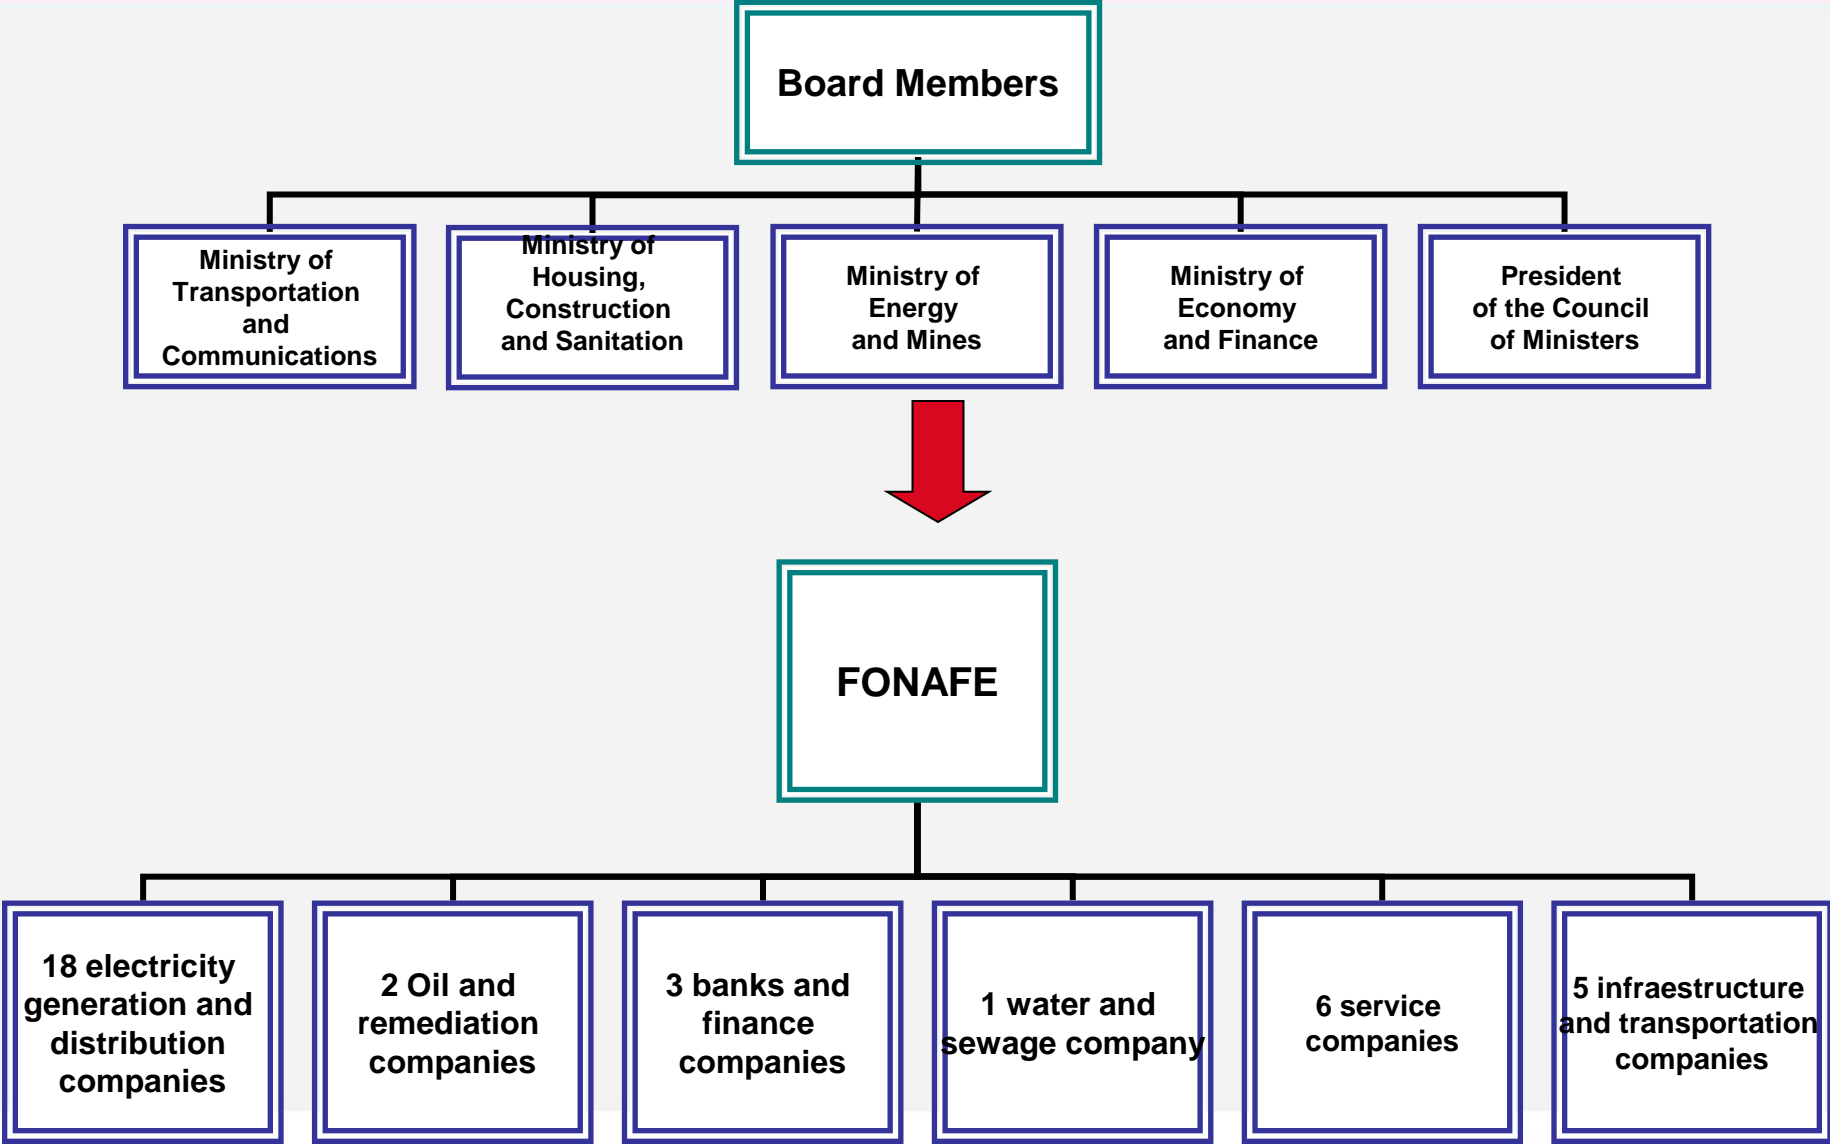 Board Members
Ministry of
Transportation
and
Communications
Ministry of
Housing,
Construction
and Sanitation
Ministry of
Energy
and Mines
Ministry of
Economy
and Finance
President
of the Council
of Ministers
FONAFE
18 electricity
generation and
distribution
companies
2 Oil and
remediation
companies
3 banks and
finance
companies
1 water and
sewage company
6 service
companies
5 infraestructure
and transportation
companies